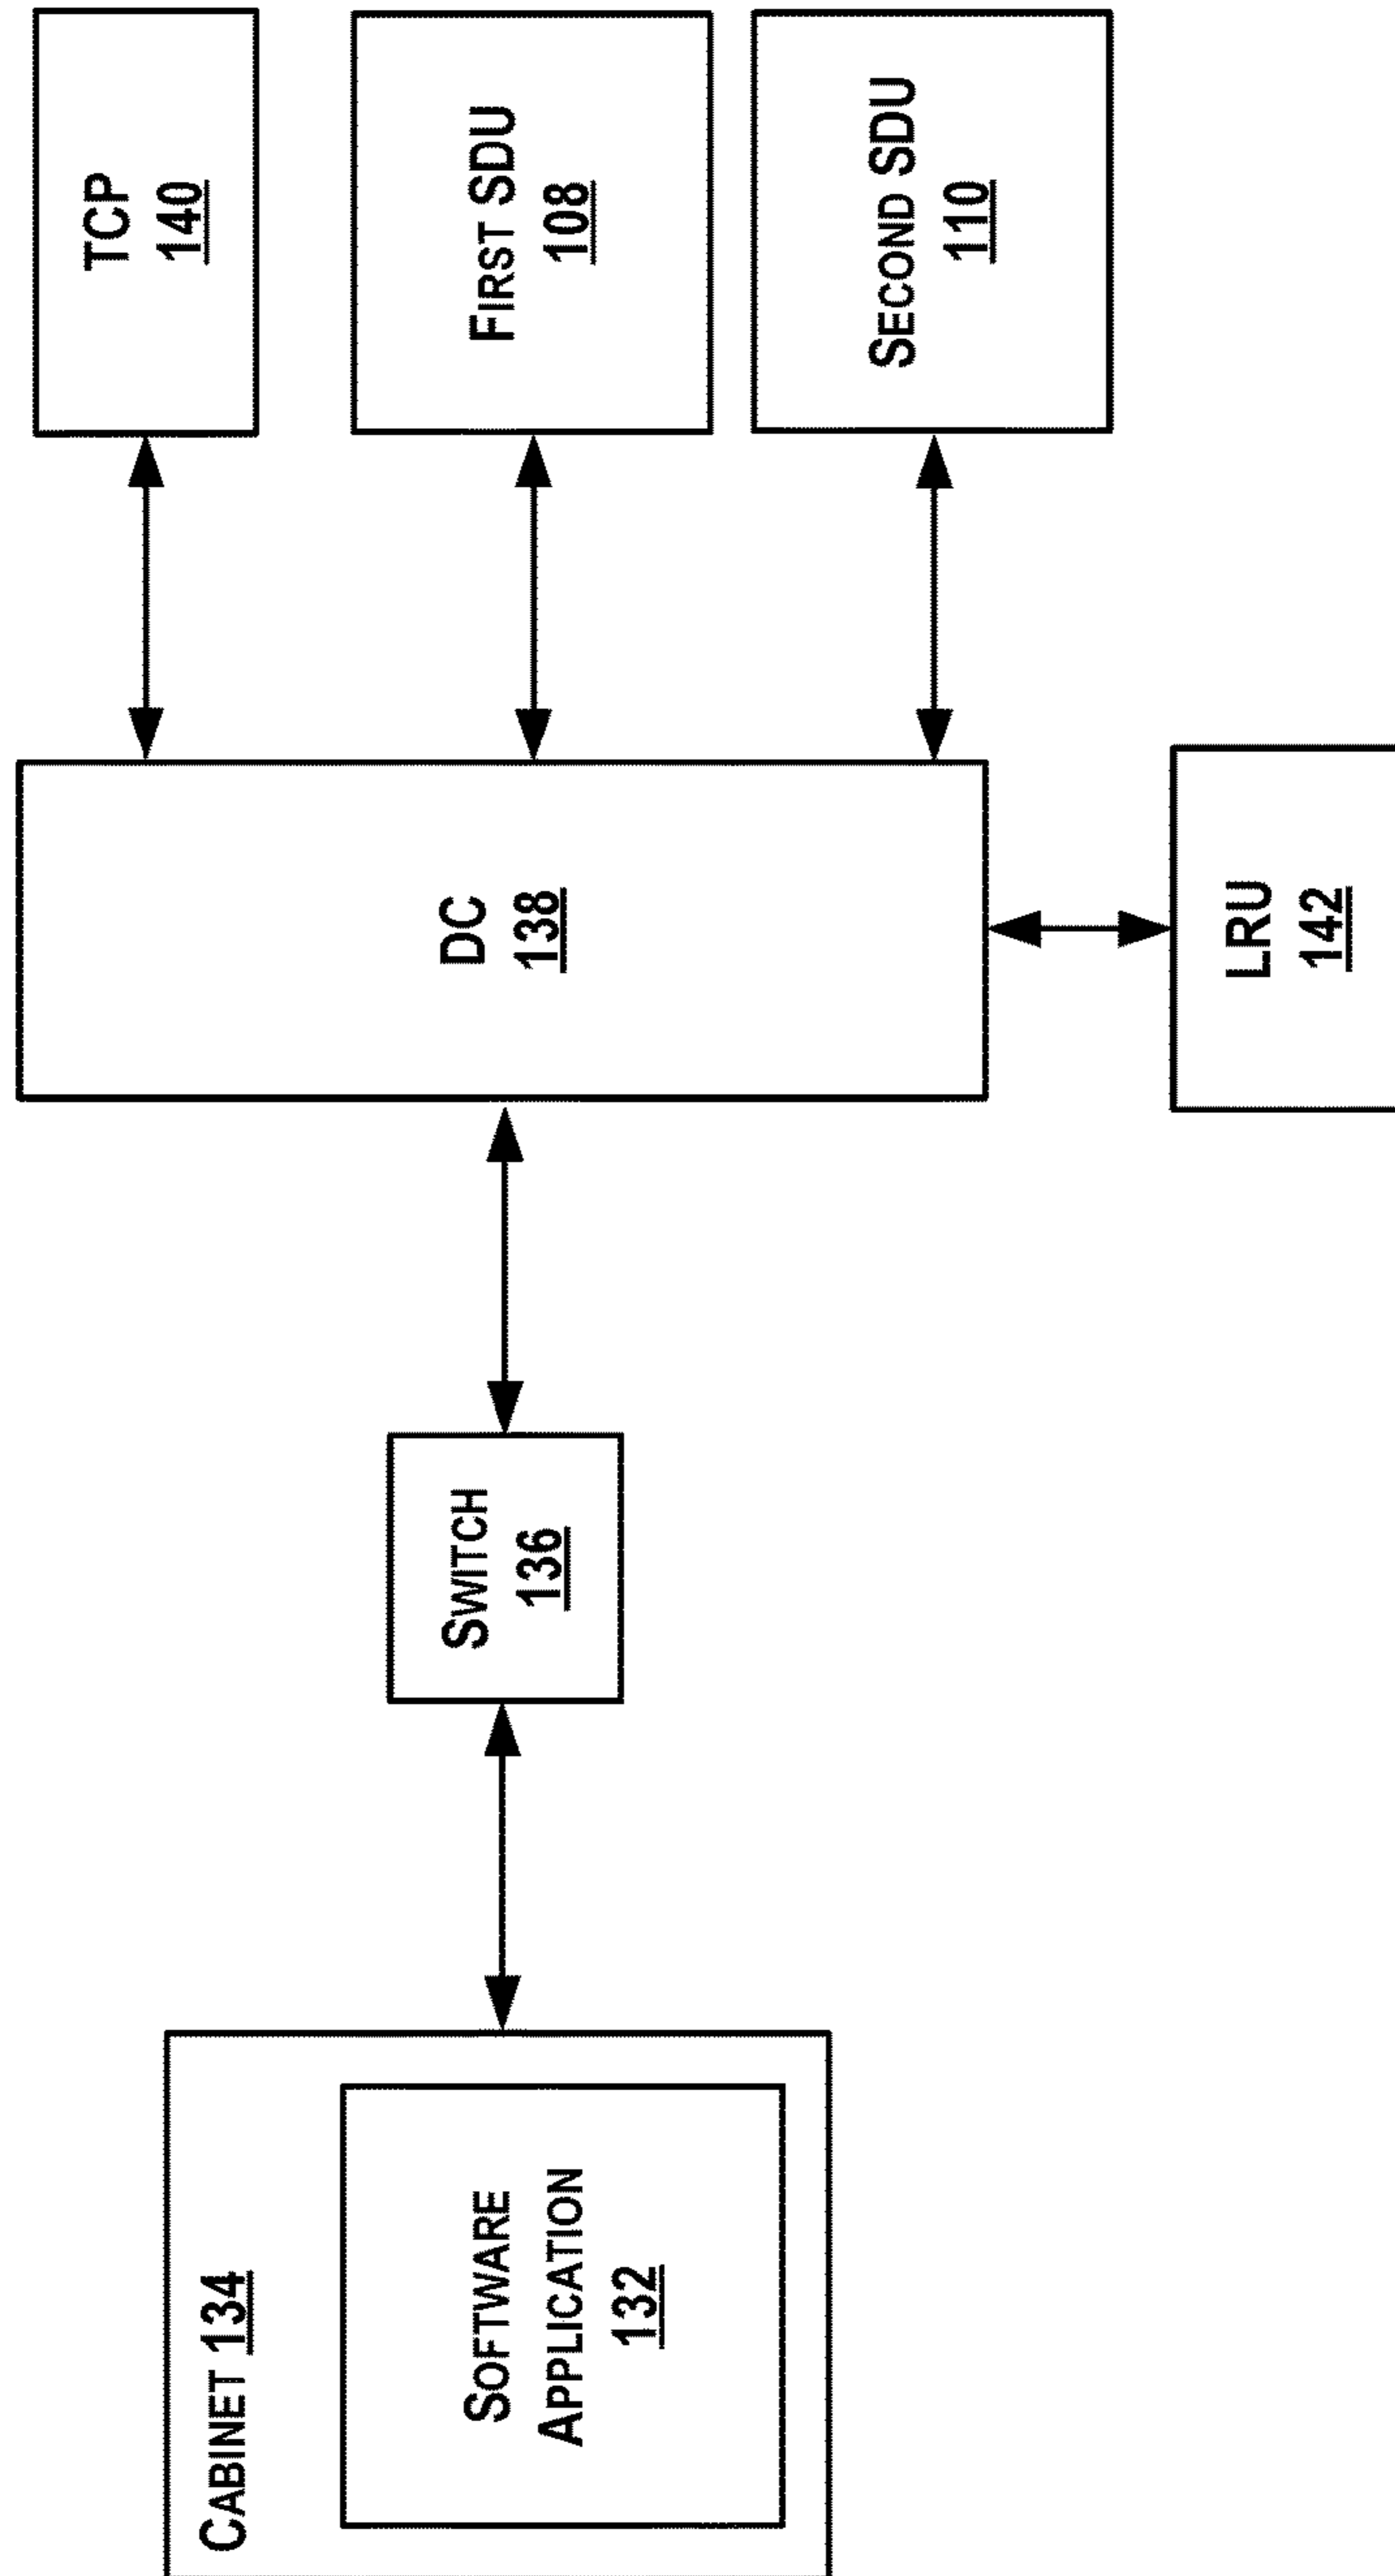 CABINET 134
SOFTWARE
APPLICATION
132
SWITCH
136
DC
138
TCP
140
FIRST SDU
108
SECOND SDU
110
LRU
142